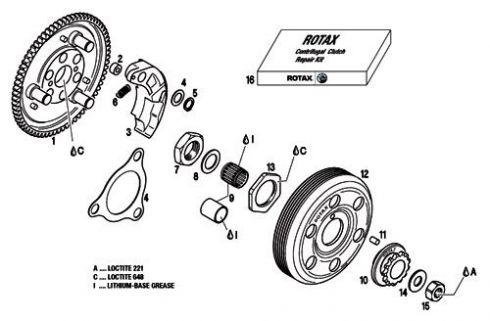 ROTAX
Centrifugal Clutch
Repair Kit
ROTAX
16
1
2
3
4
5
6
C
7
8
9
I
I
C
13
12
4
ROTAX
11
10
14
15
A
A .... LOCTITE 221
C .... LOCTITE 648
I .... LITHIUM-BASE GREASE